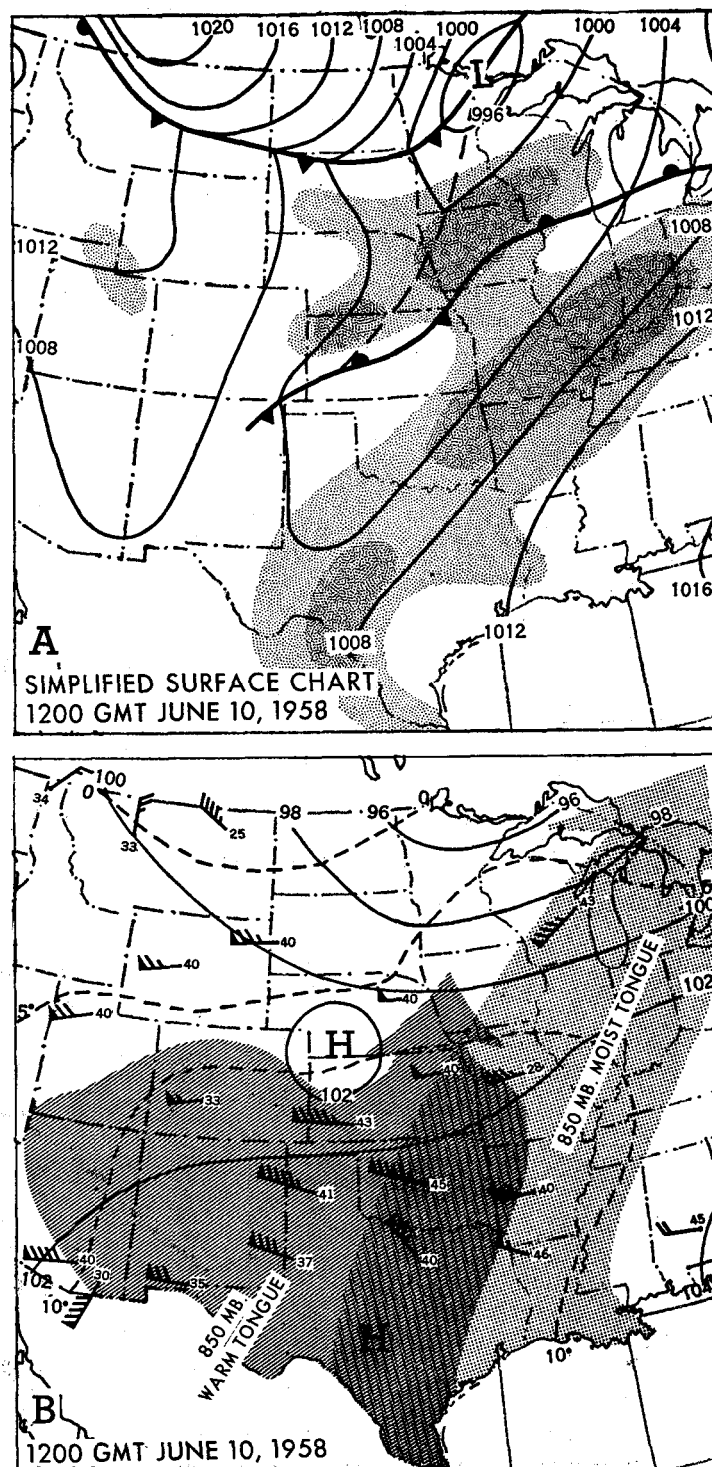 1020 1016 1012 1008 1000 1000 1004
1004
L
996
1008
1012
1012
1008
1008
1012
1016
A
SIMPLIFIED SURFACE CHART
1200 GMT JUNE 10, 1958
34 100
0
0
98 96 96
98
33 25
43
100
40
40
40
5°
40
102
H
102
40 28
33
43
850 MB. MOIST TONGUE
41 45 40
45
40 37 40 46
102 30
35
10°
104
850 MB.
WARM TONGUE
H
10°
B
1200 GMT JUNE 10, 1958